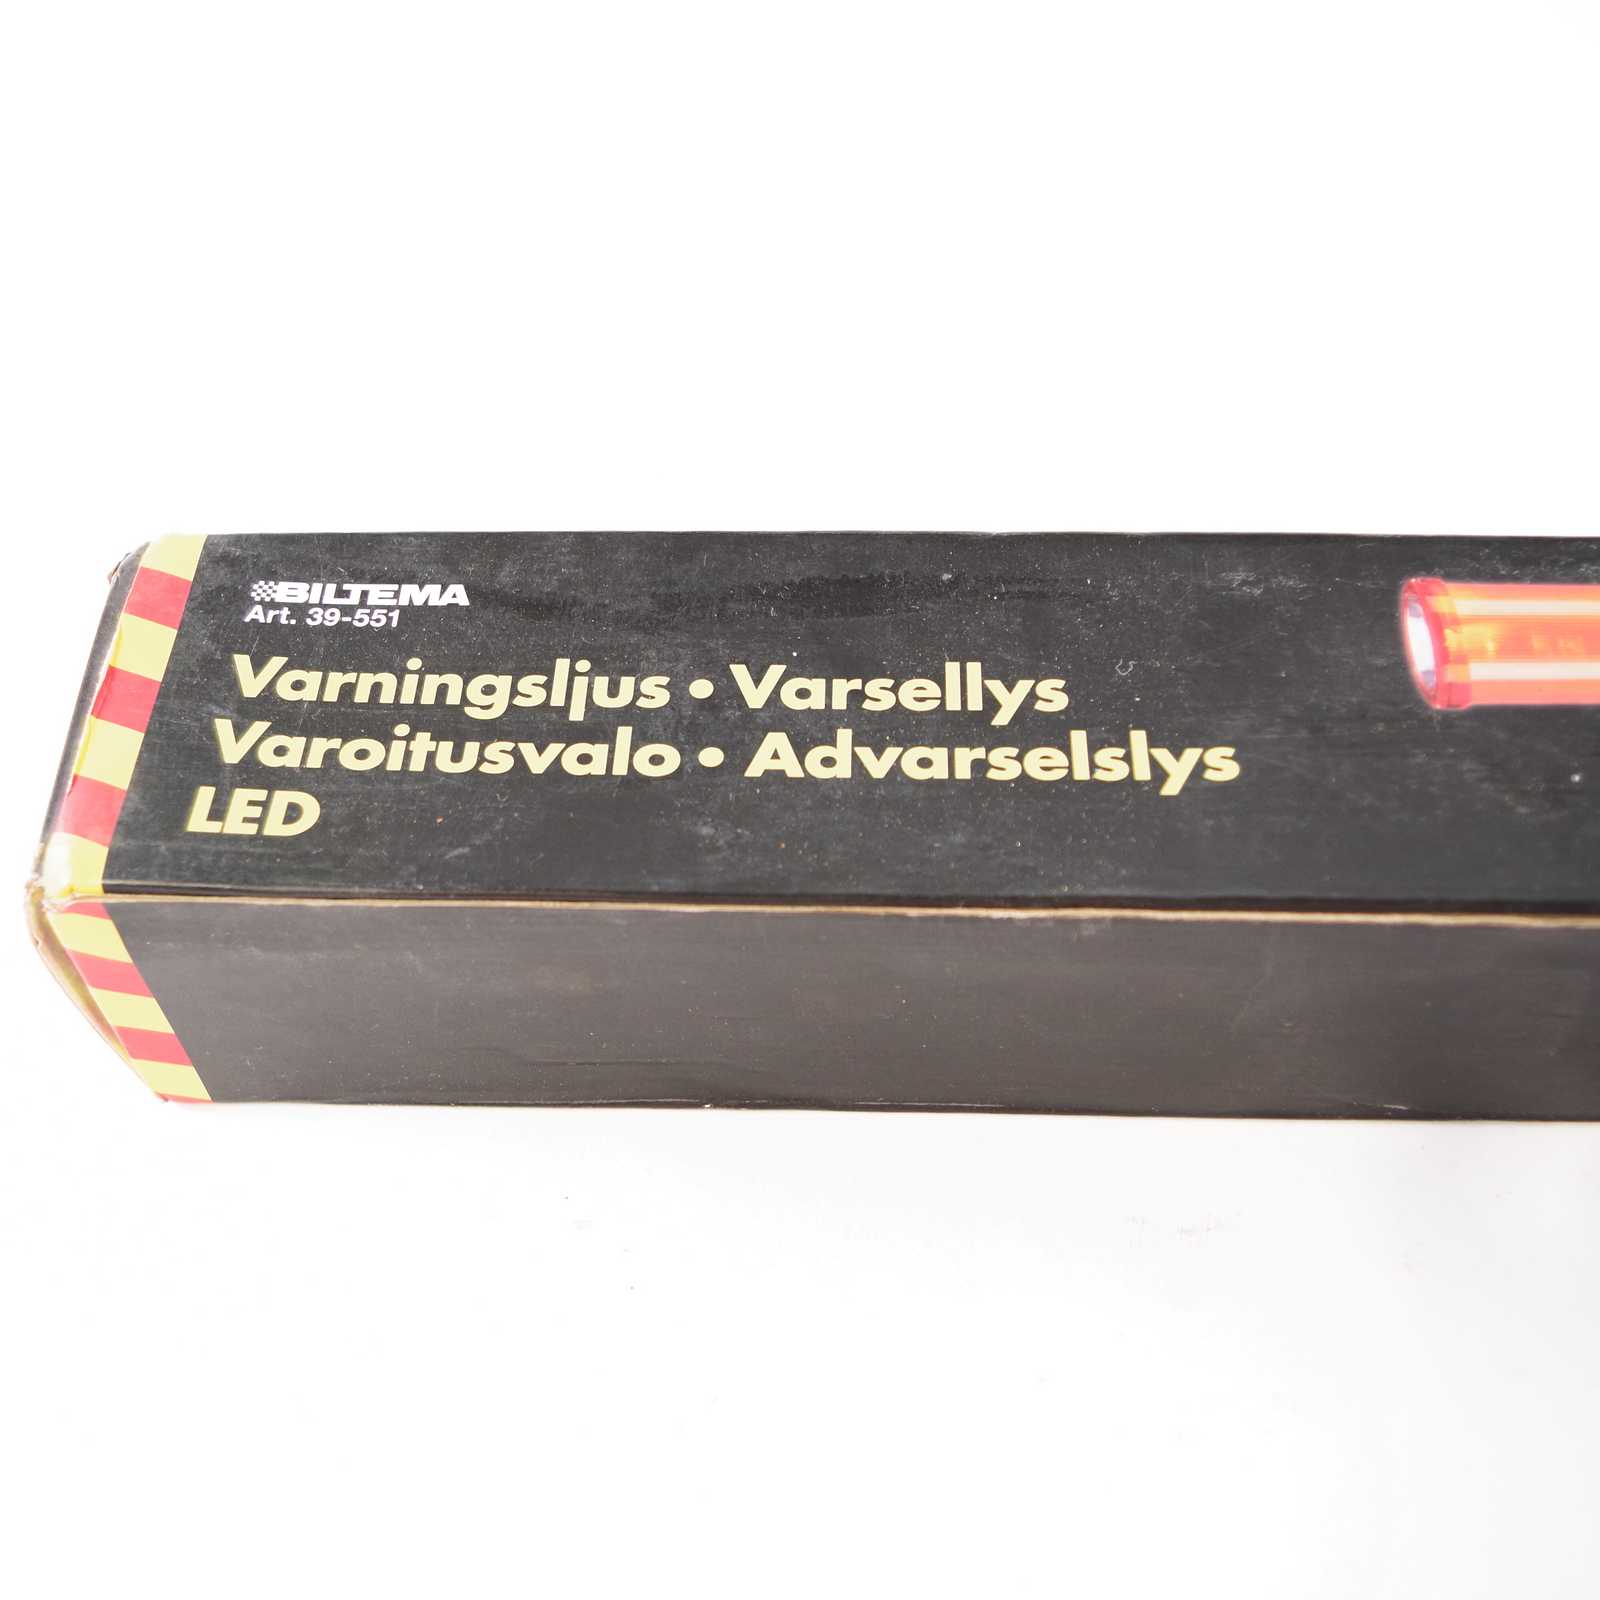 BILTEMA
Art. 39-551
Varningsljus • Varsellys
Varoitusvalo • Advarselslys
LED